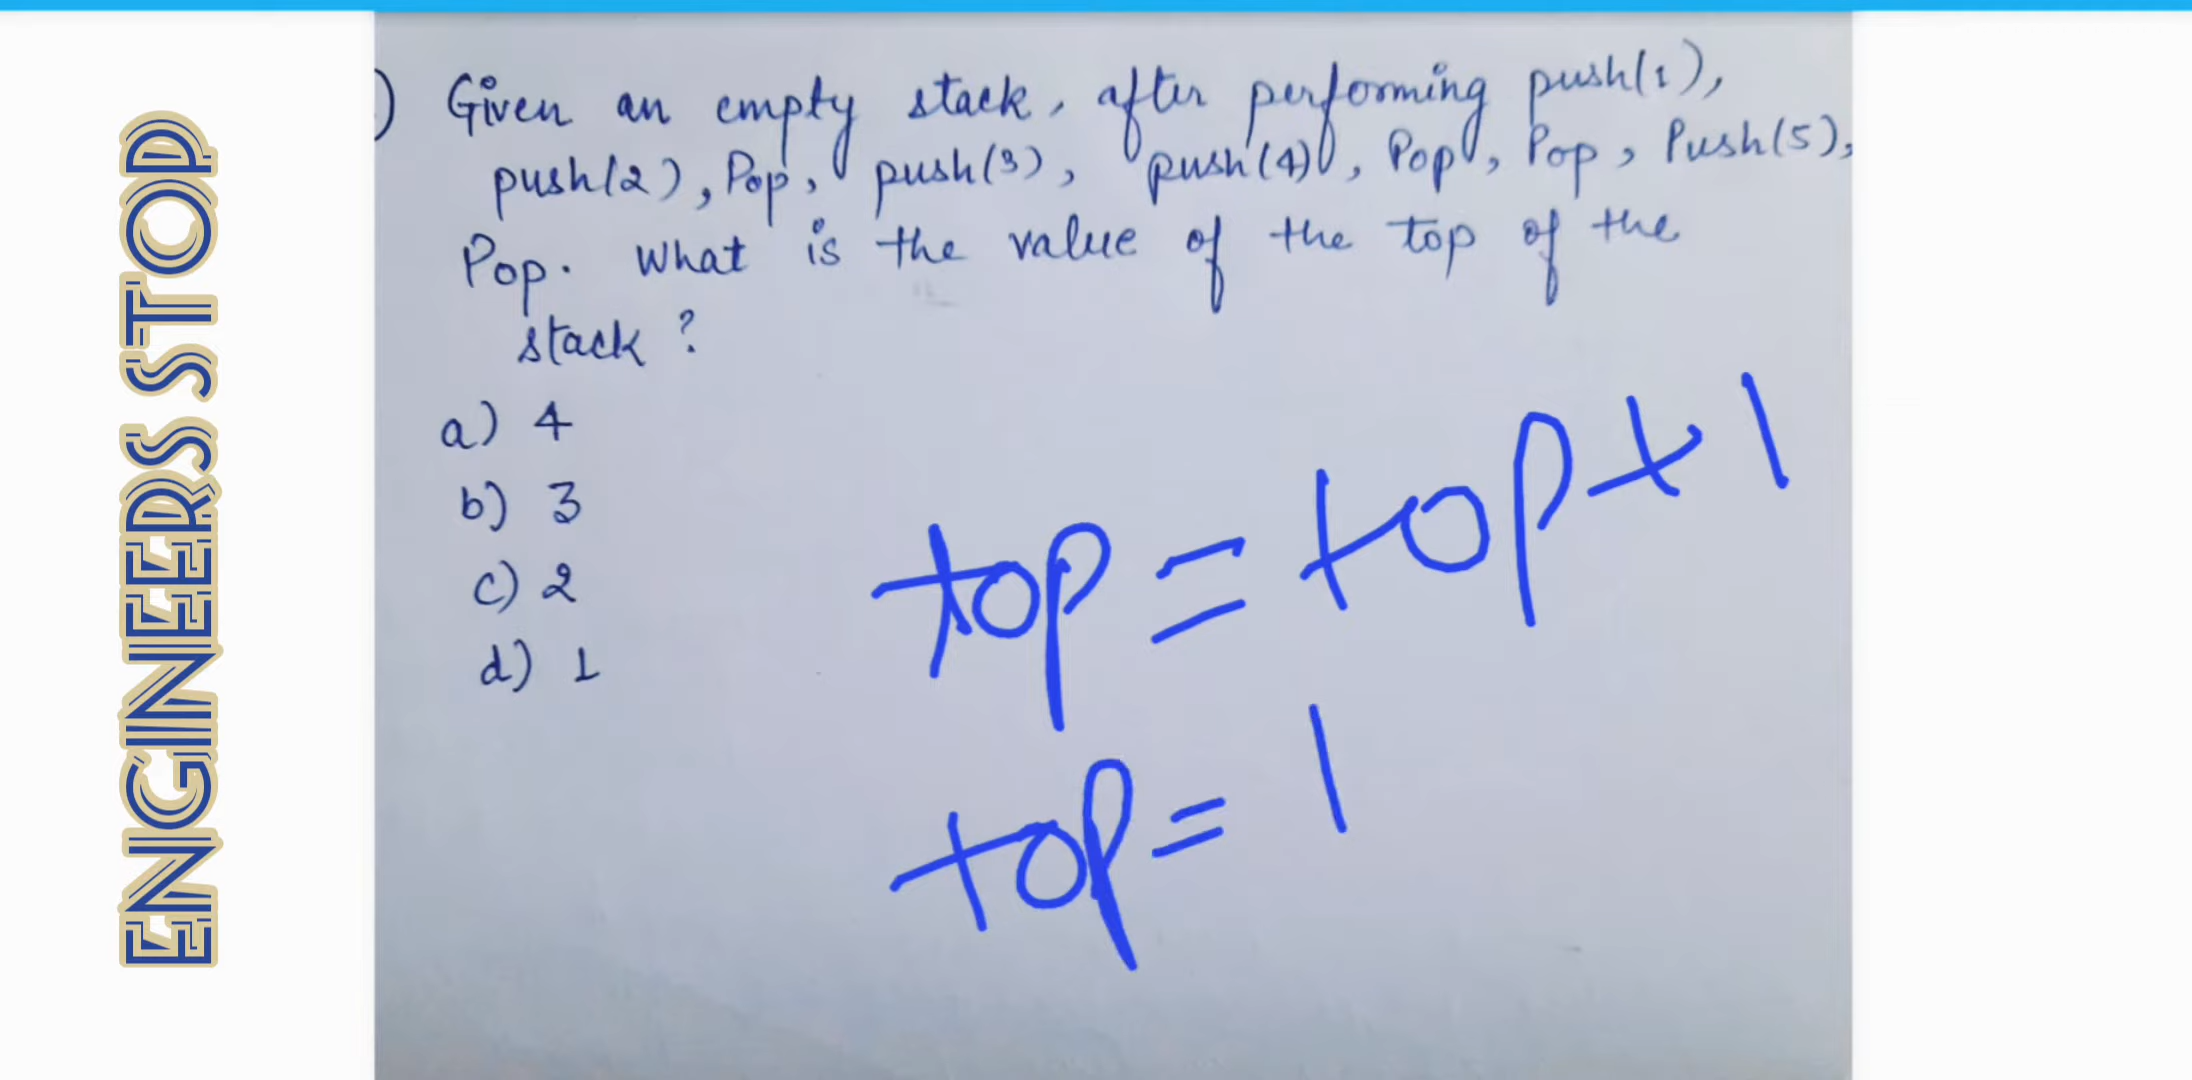 ENGINEERS STOD
) Given an empty stack, after performing push(1),
push(2), Pop, push(3), push(4), Pop, Pop, Push(5),
Pop. What is the value of the top of the
stack ?
a) 4
b) 3
c) 2
d) 1
top = top + 1
top = 1